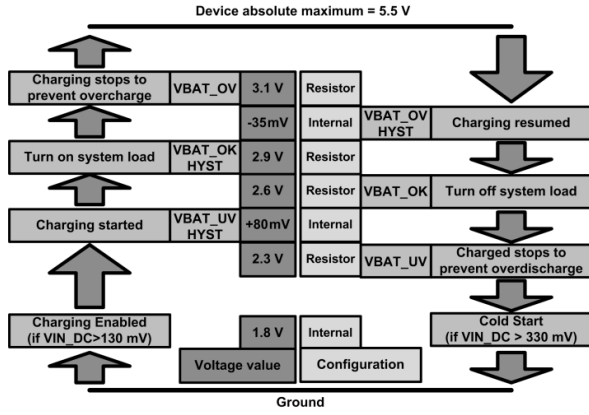 Device absolute maximum = 5.5 V
Charging stops to
prevent overcharge
VBAT_OV
3.1 V
Resistor
-35mV
Internal
VBAT_OV
HYST
Charging resumed
Turn on system load
VBAT_OK
HYST
2.9 V
Resistor
2.6 V
Resistor
VBAT_OK
Turn off system load
Charging started
VBAT_UV
HYST
+80mV
Internal
2.3 V
Resistor
VBAT_UV
Charged stops to
prevent overdischarge
Charging Enabled
(if VIN_DC>130 mV)
1.8 V
Internal
Cold Start
(if VIN_DC > 330 mV)
Voltage value
Configuration
Ground